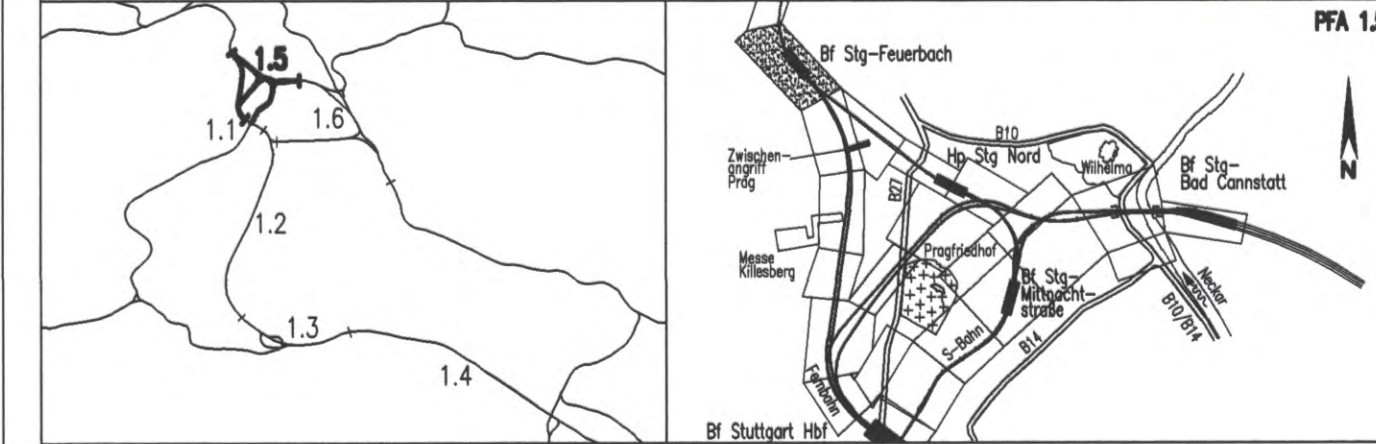 1.5
1.1
1.6
1.2
1.3
1.4
PFA 1.5
Bf Stg-Feuerbach
N
B10
Zwischen-
angriff
Prag
Hp Stg Nord
Wilhelma
Bf Stg-
Bad Cannstatt
B27
Messe
Killesberg
Pragfriedhof
Bf Stg-
Mittnacht-
straße
Neckar
B10/B14
S-Bahn
B14
Fernbahn
Bf Stuttgart Hbf